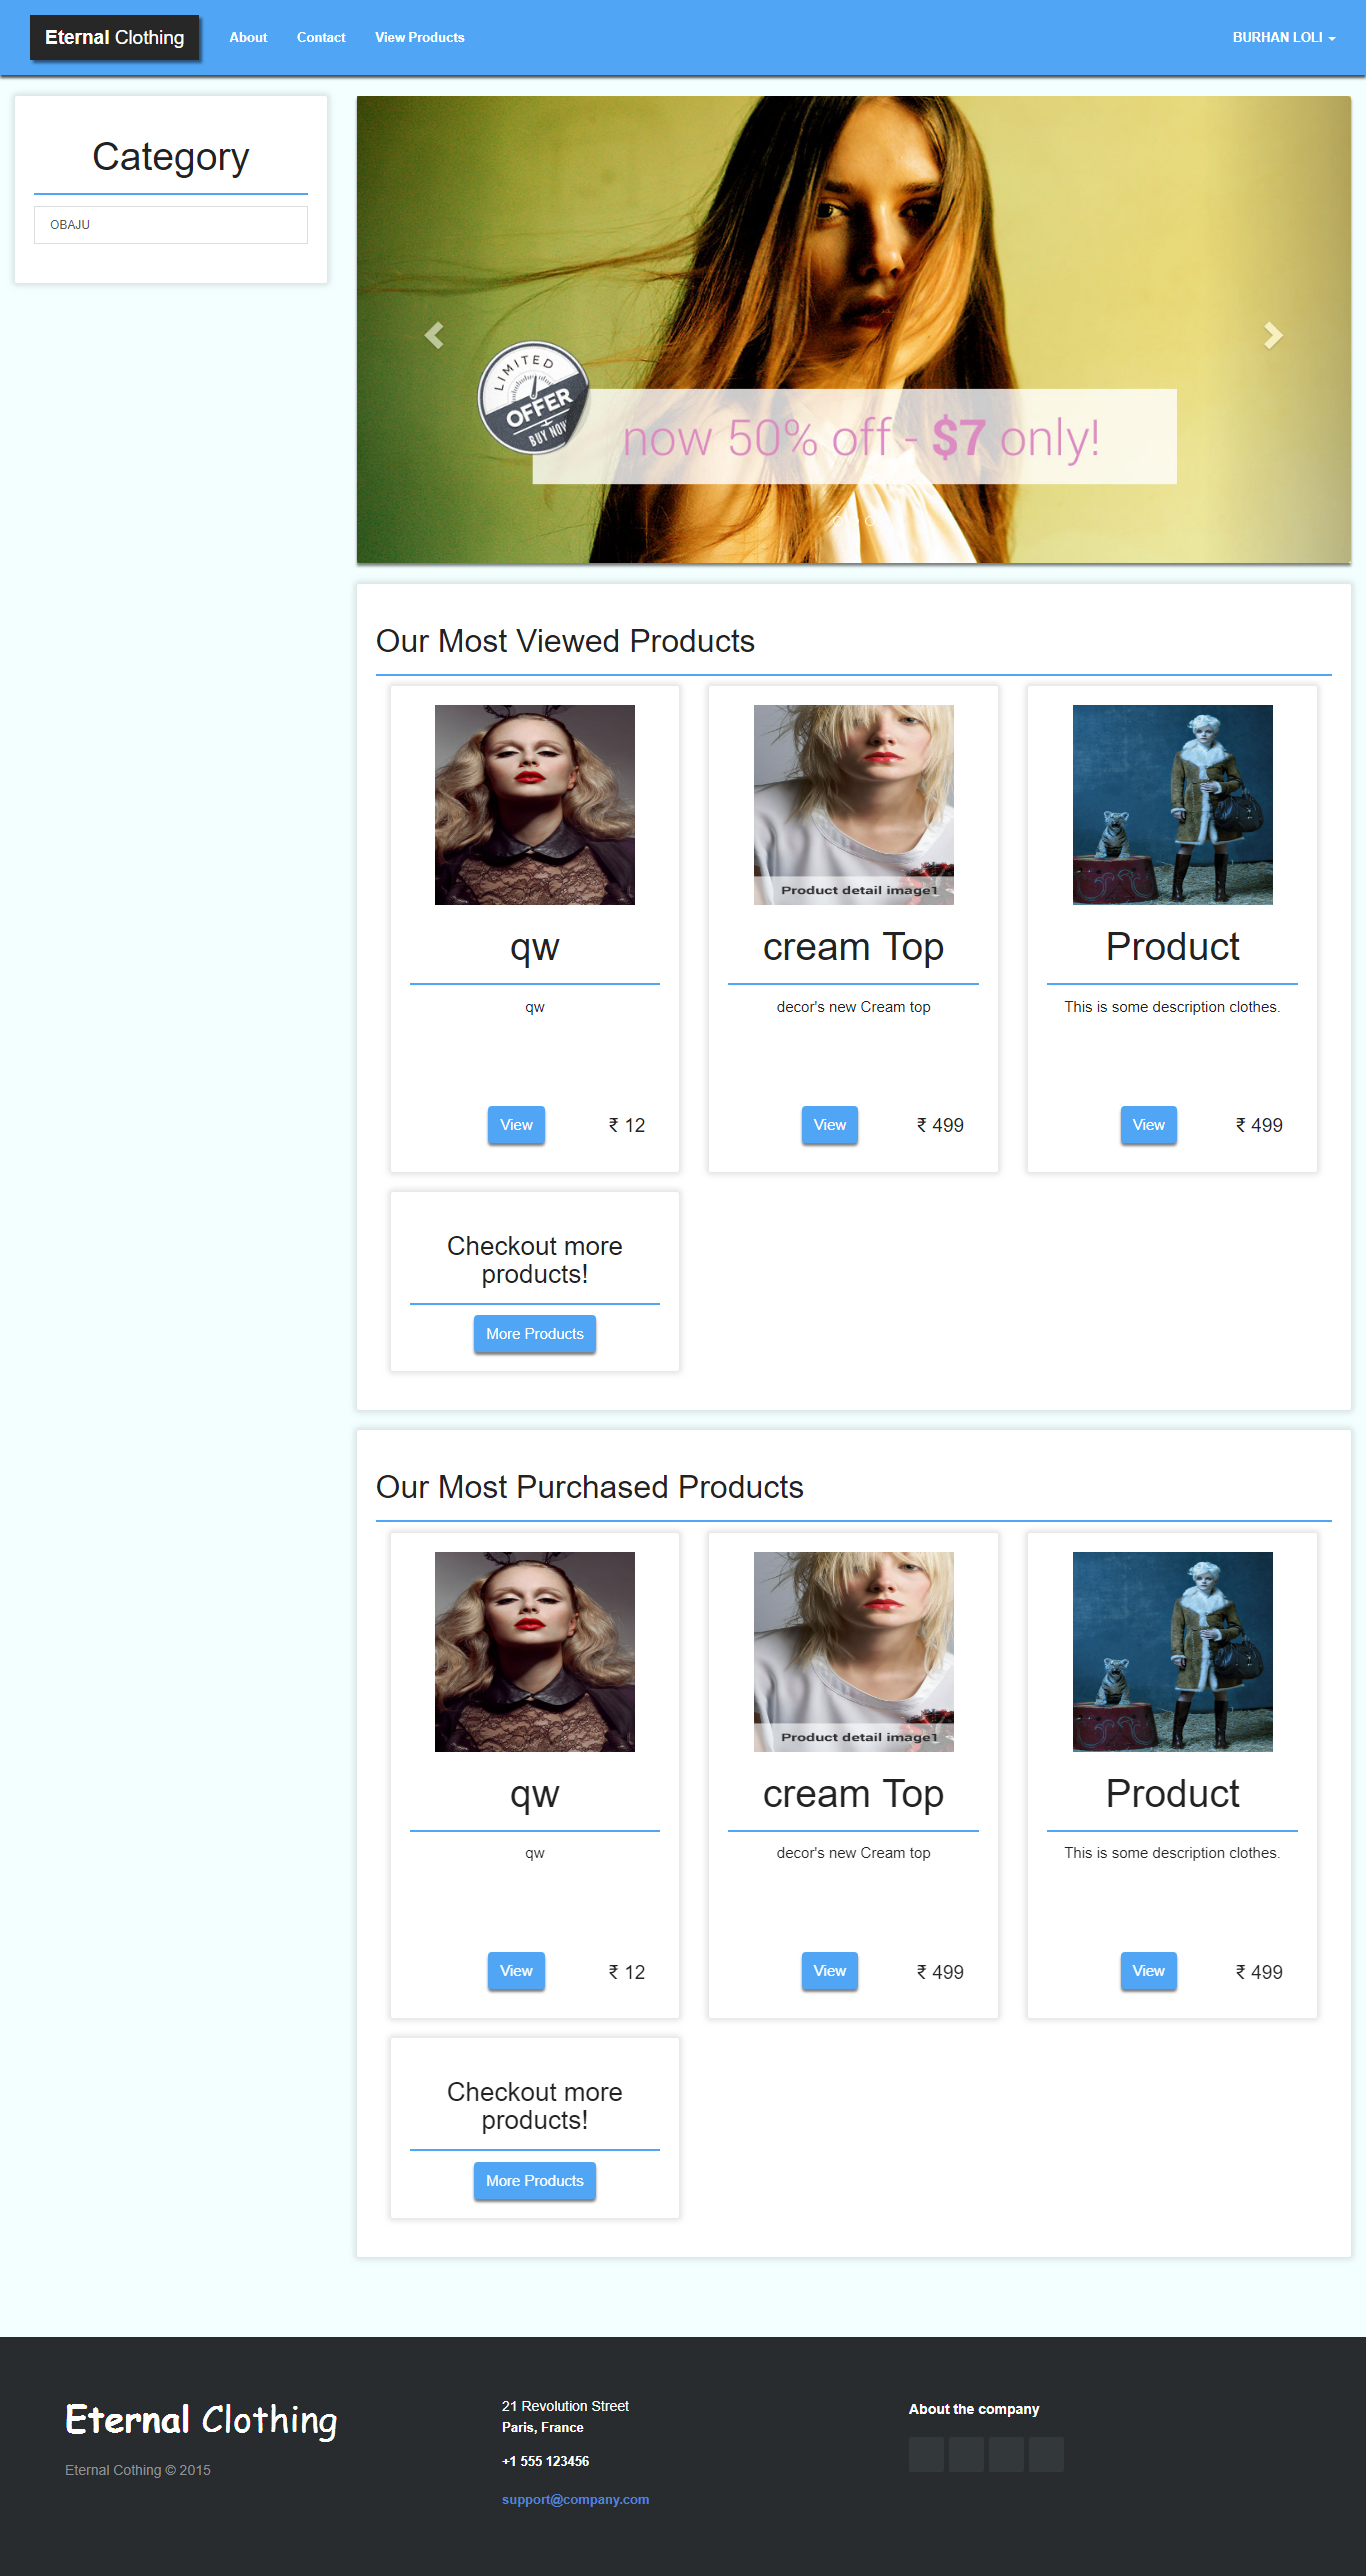 Eternal Clothing
About
Contact
View Products
BURHAN LOLI
Category
OBAJU
LIMITED
OFFER
BUY NOW
now 50% off - $7 only!
Our Most Viewed Products
Product detail image1
qw
cream Top
Product
qw
decor's new Cream top
This is some description clothes.
View
₹ 12
View
₹ 499
View
₹ 499
Checkout more
products!
More Products
Our Most Purchased Products
Product detail image1
qw
cream Top
Product
qw
decor's new Cream top
This is some description clothes.
View
₹ 12
View
₹ 499
View
₹ 499
Checkout more
products!
More Products
Eternal Clothing
Eternal Cothing © 2015
21 Revolution Street
Paris, France
+1 555 123456
support@company.com
About the company